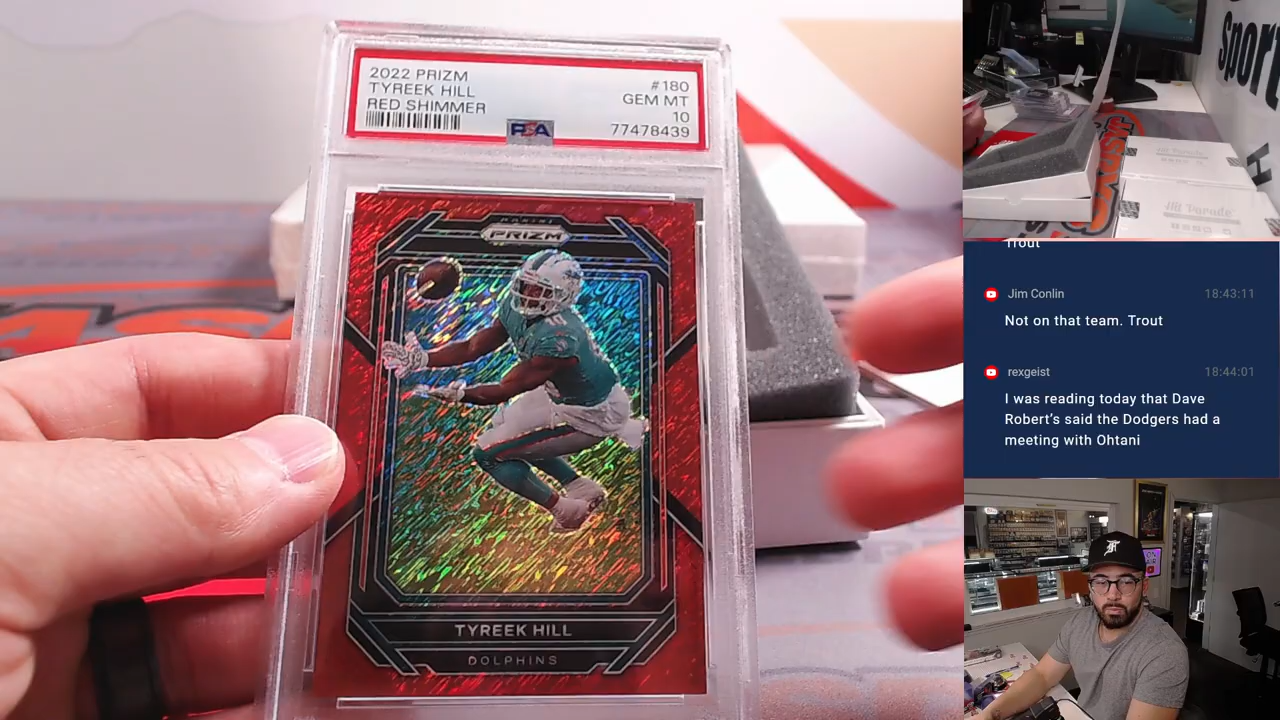 2022 PRIZM
TYREEK HILL
RED SHIMMER
#180
GEM MT
10
77478439
PSA
PRIZM
TYREEK HILL
DOLPHINS
Sport
Trout
Jim Conlin 18:43:11
Not on that team. Trout
rexgeist 18:44:01
I was reading today that Dave
Robert's said the Dodgers had a
meeting with Ohtani